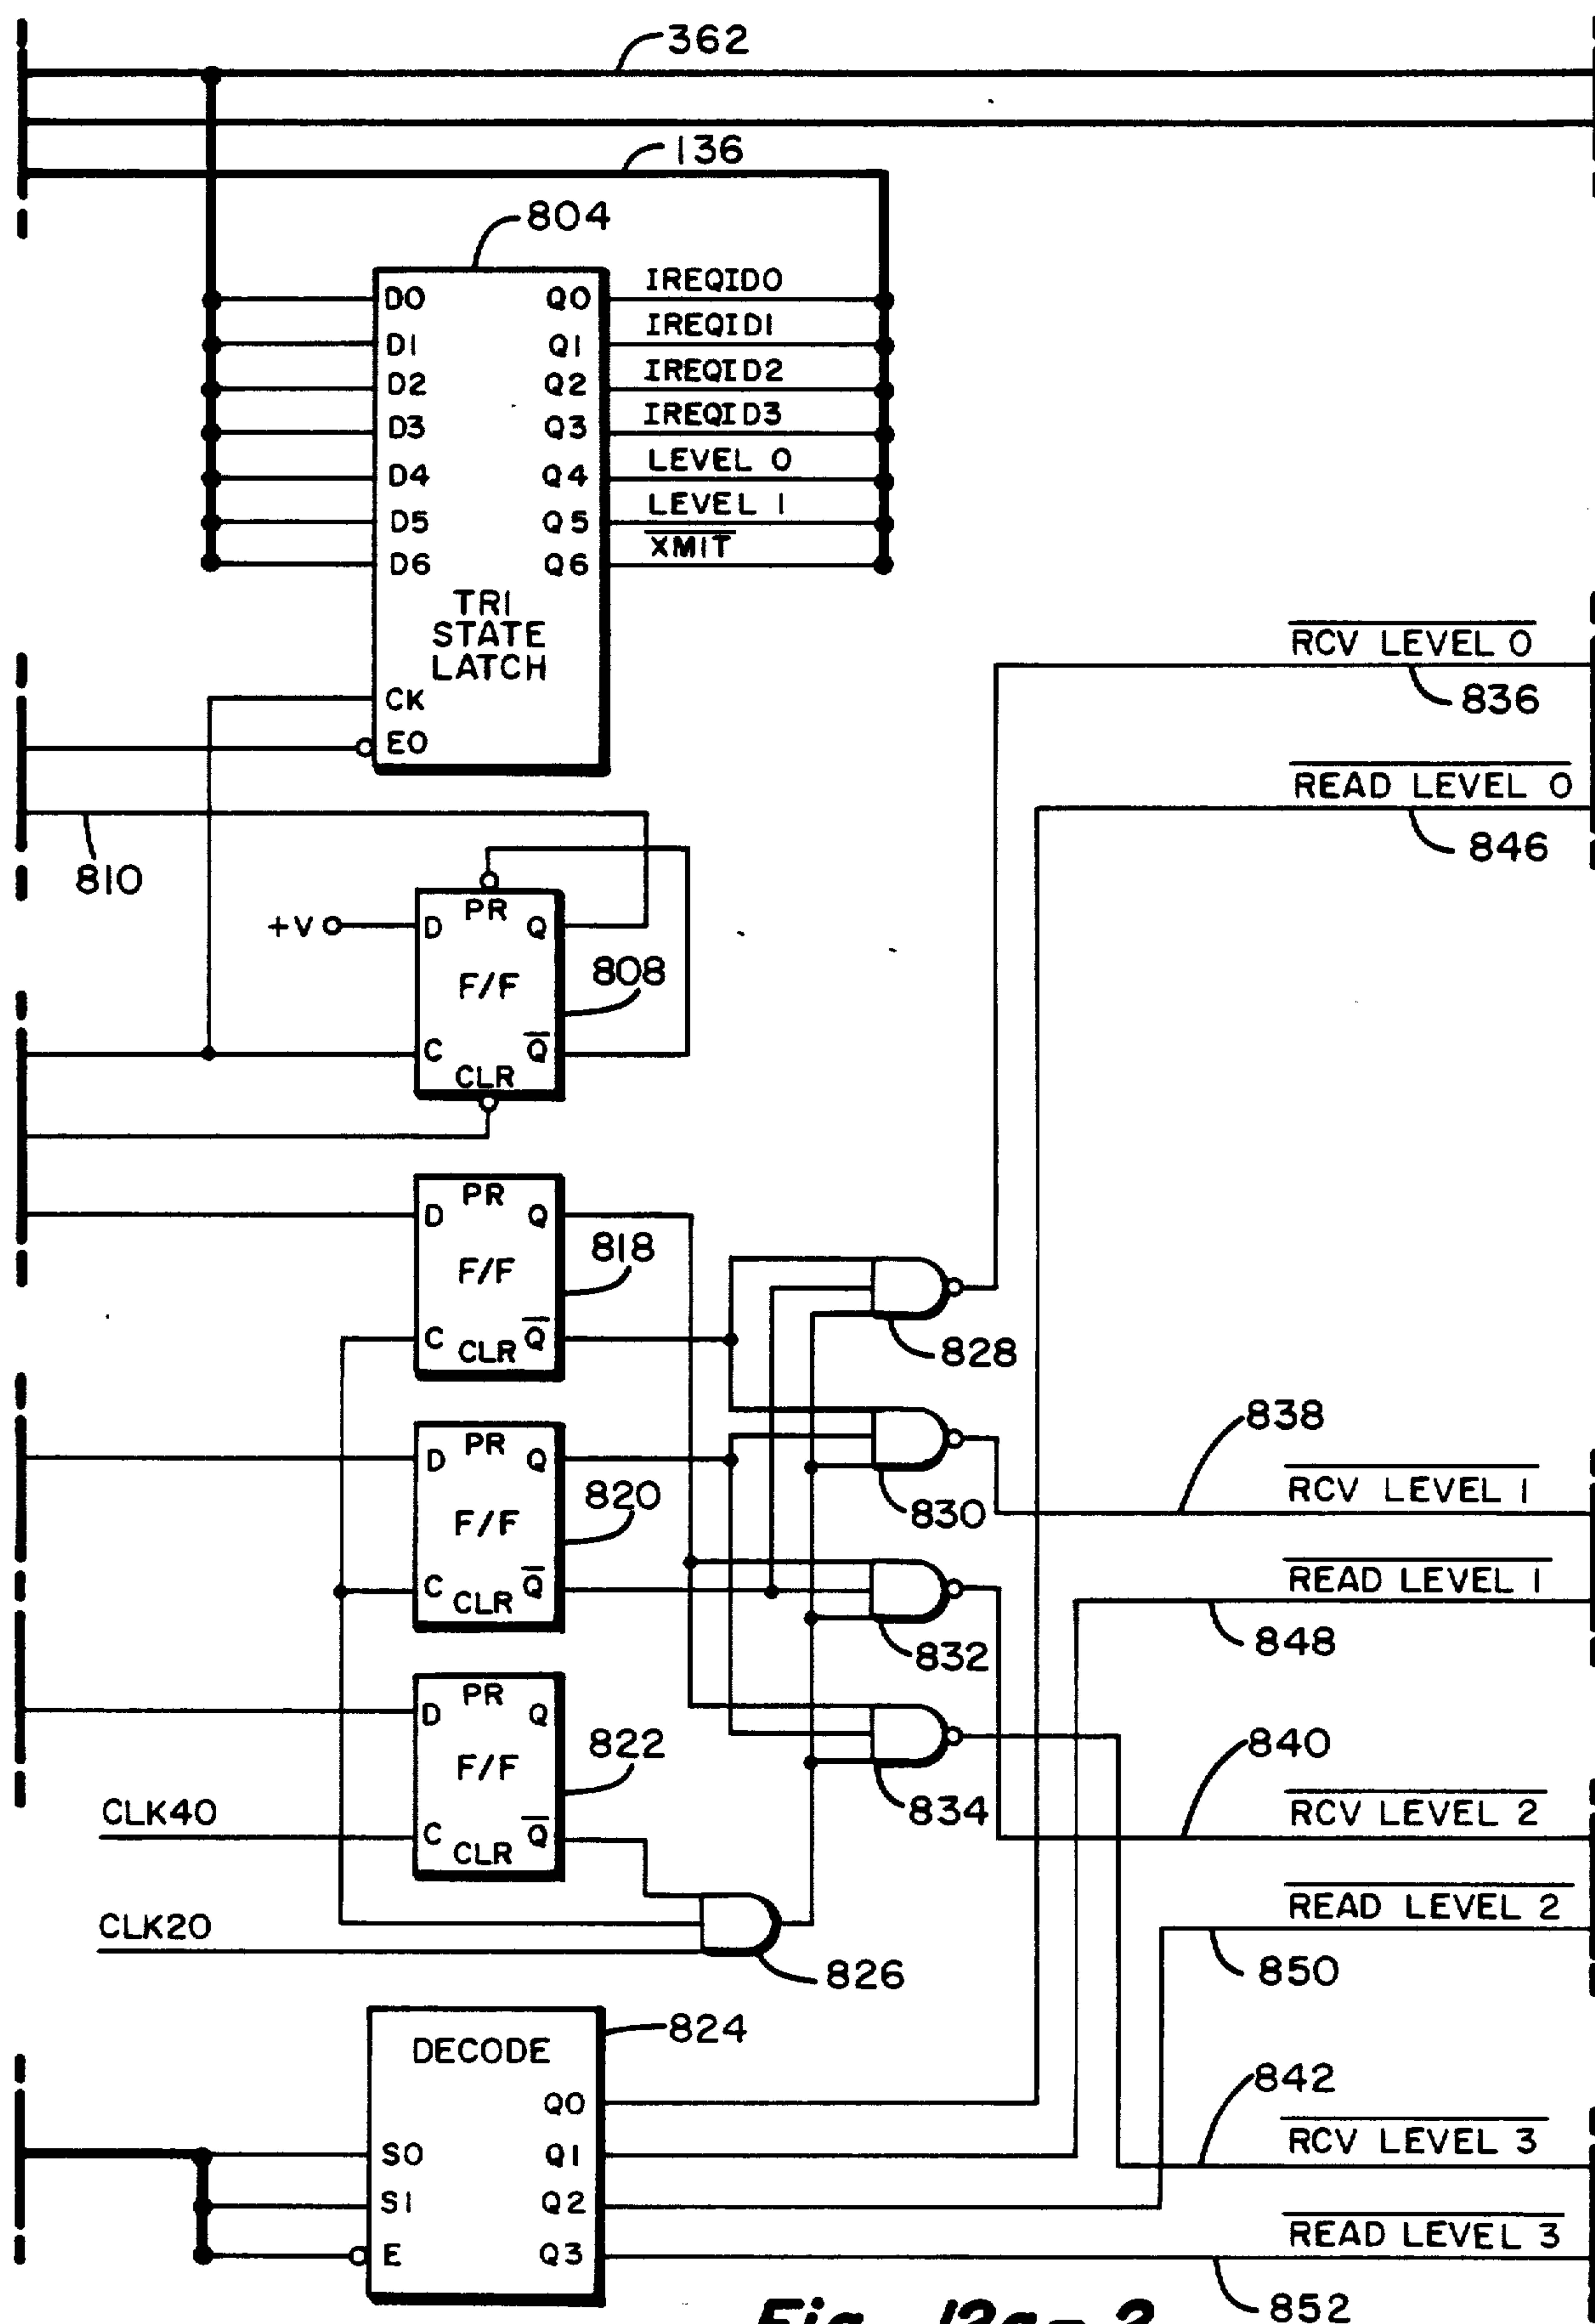 362
136
804
D0 Q0 IREQID0
D1 Q1 IREQID1
D2 Q2 IREQID2
D3 Q3 IREQID3
D4 Q4 LEVEL 0
D5 Q5 LEVEL 1
D6 Q6 XMIT
TRI
STATE
LATCH
CK
EO
RCV LEVEL 0
836
READ LEVEL 0
846
810
+V D PR Q
F/F
808
C CLR Q
D PR Q
F/F
818
C CLR Q
828
838
D PR Q
F/F
820
C CLR Q
830
RCV LEVEL 1
READ LEVEL 1
848
832
D PR Q
F/F
822
C CLR Q
834
840
CLK40
RCV LEVEL 2
CLK20
READ LEVEL 2
850
826
824
DECODE
Q0
S0 Q1
S1 Q2
E Q3
842
RCV LEVEL 3
READ LEVEL 3
852